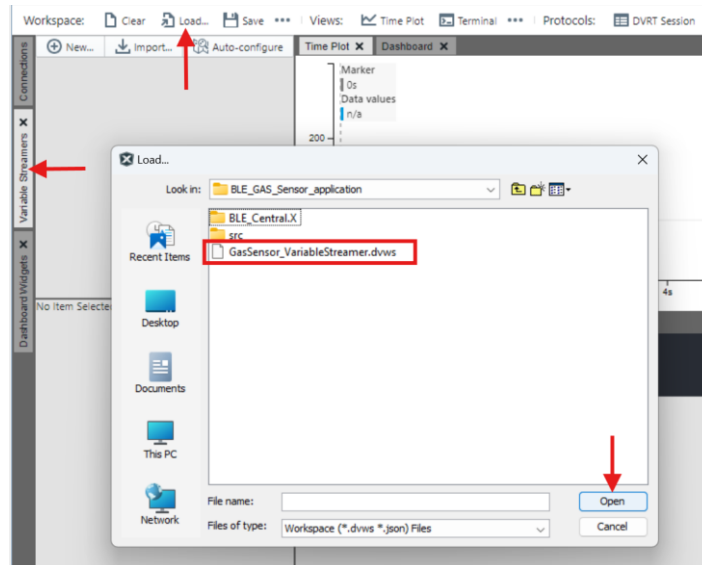 Workspace: Clear Load... Save ••• Views: Time Plot Terminal ••• Protocols: DVRT Session
Connections
New... Import... Auto-configure
Time Plot Dashboard
Marker
0s
Data values
n/a
200
Variable Streamers
Dashboard Widgets
No Item Selecte
4s
Load...
Look in: BLE_GAS_Sensor_application
BLE_Central.X
src
GasSensor_VariableStreamer.dvws
Recent Items
Desktop
Documents
This PC
Network
File name:
Open
Files of type: Workspace (*.dvws *.json) Files
Cancel